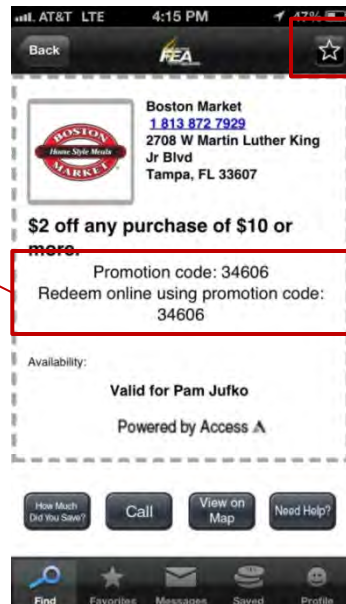 AT&T LTE 4:15 PM 47%
Back FEA
BOSTON
Home Style Meals
MARKET
Boston Market
1 813 872 7929
2708 W Martin Luther King
Jr Blvd
Tampa, FL 33607
$2 off any purchase of $10 or
more.
Promotion code: 34606
Redeem online using promotion code:
34606
Availability:
Valid for Pam Jufko
Powered by Access
How Much
Did You Save?
Call
View on
Map
Need Help?
Find Favorites Messages Saved Profile